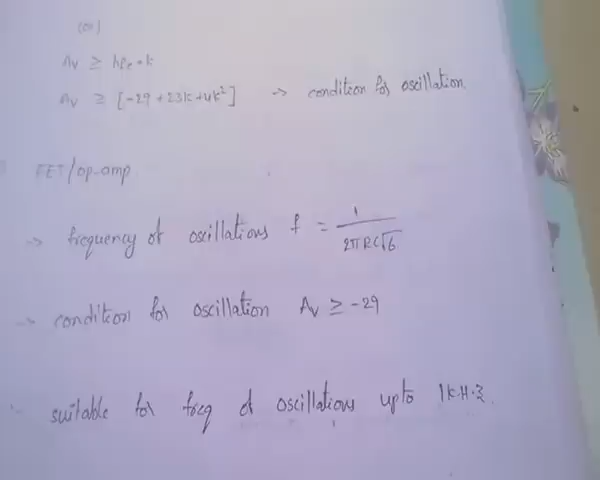 (or)
Av ≥ hfe · k
Av ≥ [-29 + 23k + 4k²] → condition for oscillation.
FET/op-amp
→ frequency of oscillations f = 1 / 2πRC√6
→ condition for oscillation Av ≥ -29
suitable for freq of oscillations upto 1K.H.z.